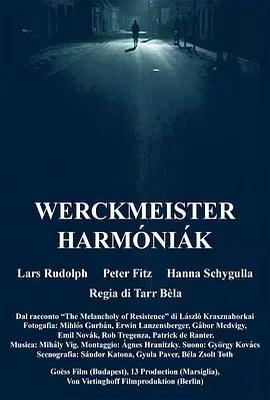 WERCKMEISTER
HARMÓNIÁK
Lars Rudolph Peter Fitz Hanna Schygulla
Regia di Tarr Bèla
Dal racconto “The Melancholy of Resistence” di László Krasznahorkai
Fotogafia: Mihlós Gurbán, Erwin Lanzensberger, Gábor Medvigy,
Emil Novák, Rob Tregenza, Patrick de Ranter.
Musica: Mihály Vig. Montaggio: Ágnes Hranitzky. Suono: György Kovács
Scenografia: Sándor Katona, Gyula Paver, Béla Zsolt Toth
Goëss Film (Budapest), 13 Production (Marsiglia),
Von Vietinghoff Filmproduktion (Berlin)